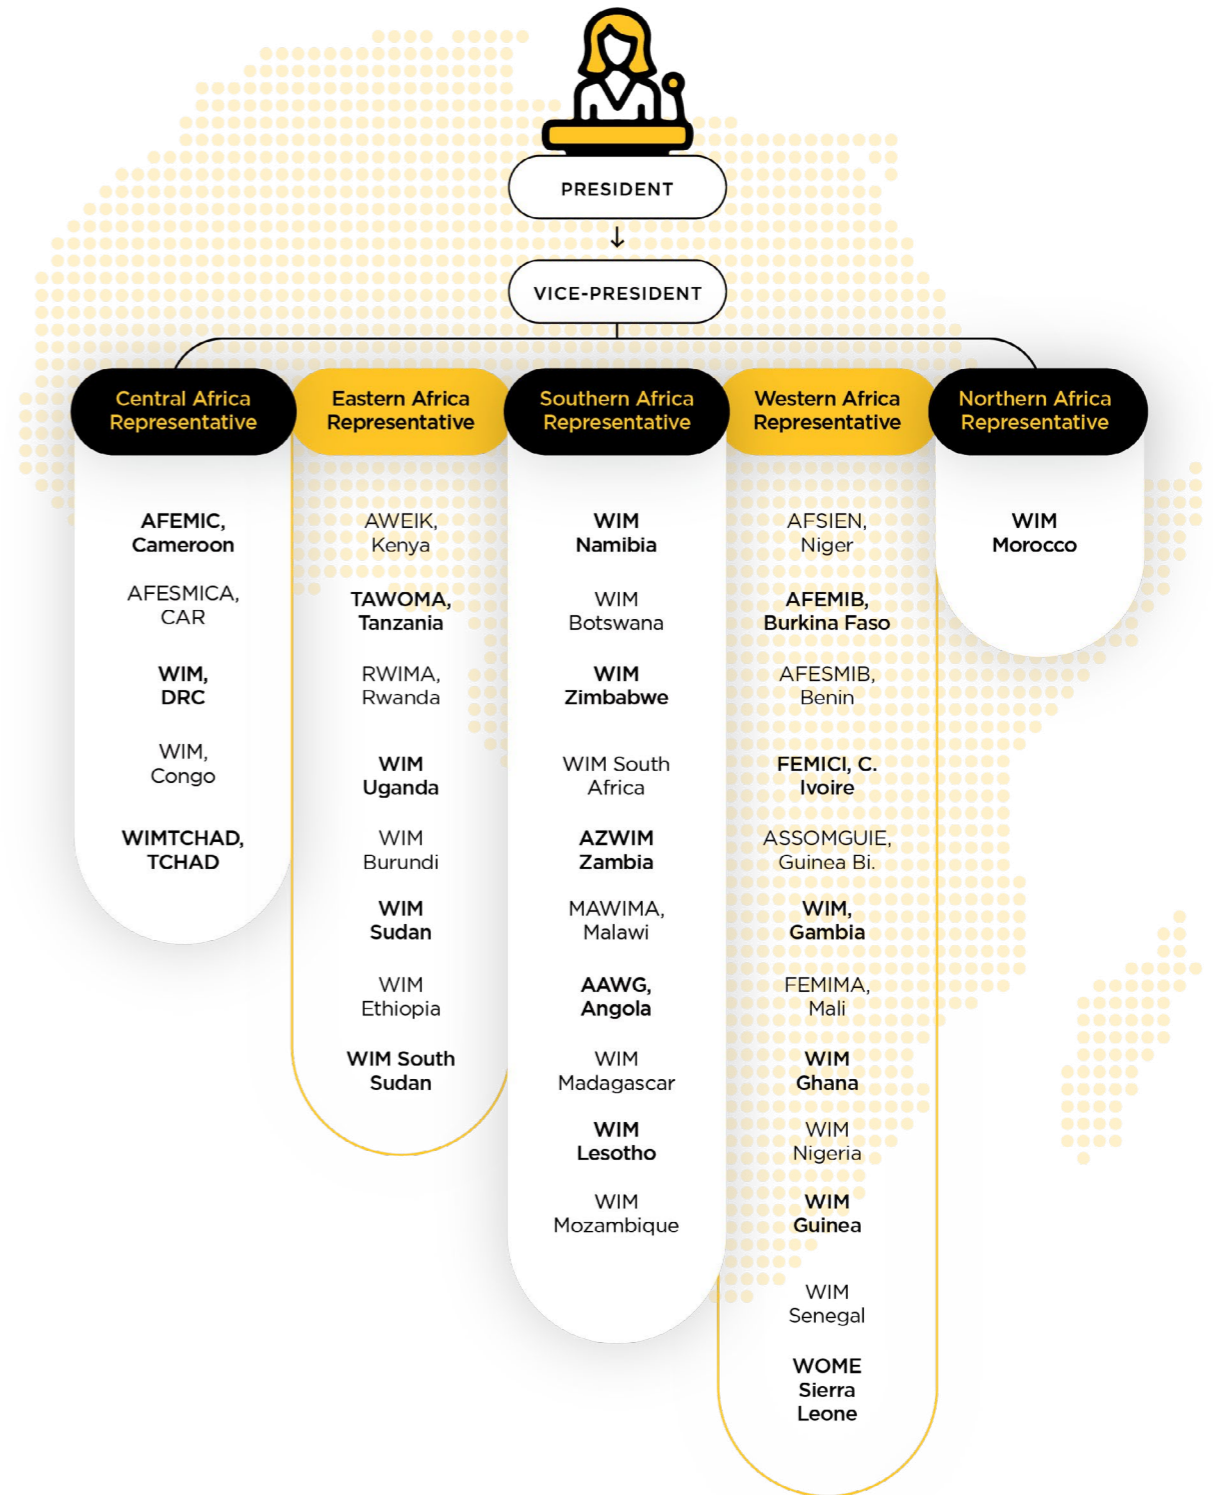 PRESIDENT
VICE-PRESIDENT
Central Africa
Representative
AFEMIC,
Cameroon
AFESMICA,
CAR
WIM,
DRC
WIM,
Congo
WIMTCHAD,
TCHAD
Eastern Africa
Representative
AWEIK,
Kenya
TAWOMA,
Tanzania
RWIMA,
Rwanda
WIM
Uganda
WIM
Burundi
WIM
Sudan
WIM
Ethiopia
WIM South
Sudan
Southern Africa
Representative
WIM
Namibia
WIM
Botswana
WIM
Zimbabwe
WIM South
Africa
AZWIM
Zambia
MAWIMA,
Malawi
AAWG,
Angola
WIM
Madagascar
WIM
Lesotho
WIM
Mozambique
Western Africa
Representative
AFSIEN,
Niger
AFEMIB,
Burkina Faso
AFESMIB,
Benin
FEMICI, C.
Ivoire
ASSOMGUIE,
Guinea Bi.
WIM,
Gambia
FEMIMA,
Mali
WIM
Ghana
WIM
Nigeria
WIM
Guinea
WIM
Senegal
WOME
Sierra
Leone
Northern Africa
Representative
WIM
Morocco